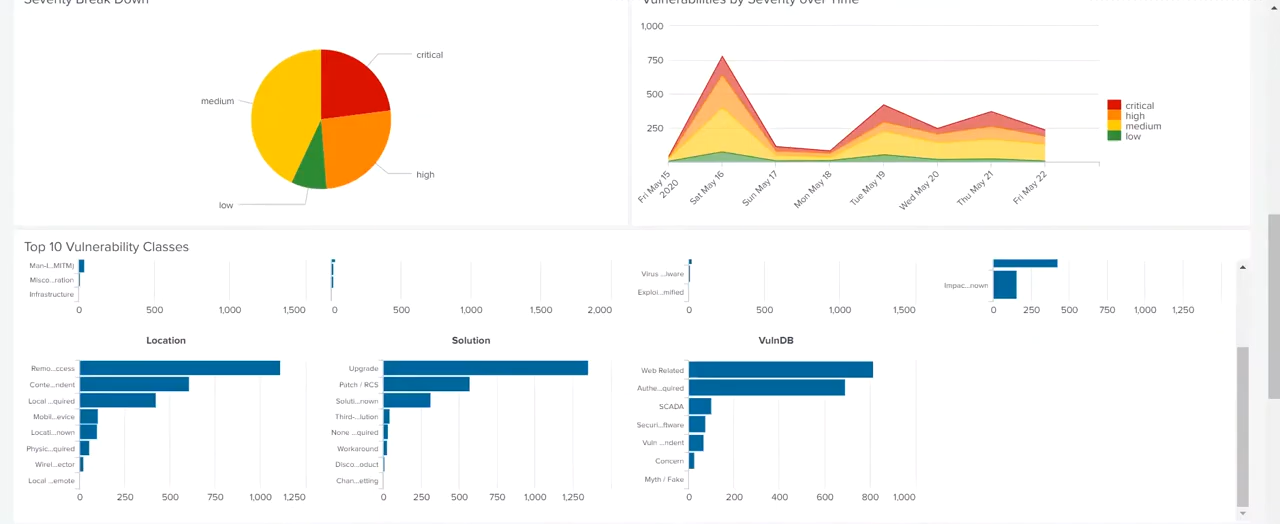 Severity Break Down
critical
medium
high
low
Vulnerabilities by Severity over Time
1,000
750
500
250
Fri May 15
2020
Sat May 16
Sun May 17
Mon May 18
Tue May 19
Wed May 20
Thu May 21
Fri May 22
critical
high
medium
low
Top 10 Vulnerability Classes
Man-I...MITM)
Misco...ration
Infrastructure
0 500 1,000 1,500
0 500 1,000 1,500 2,000
Virus ...lware
Exploi...mified
0 500 1,000 1,500
Impac...nown
0 250 500 750 1,000 1,250
Location
Remo...ccess
Conte...ndent
Local ...quired
Mobil...evice
Locati...nown
Physic...quired
Wirel...ector
Local ...emote
0 250 500 750 1,000 1,250
Solution
Upgrade
Patch / RCS
Soluti...nown
Third-...lution
None ...quired
Workaround
Disco...oduct
Chan...etting
0 250 500 750 1,000 1,250
VulnDB
Web Related
Authe...quired
SCADA
Securi...ftware
Vuln ...ndent
Concern
Myth / Fake
0 200 400 600 800 1,000